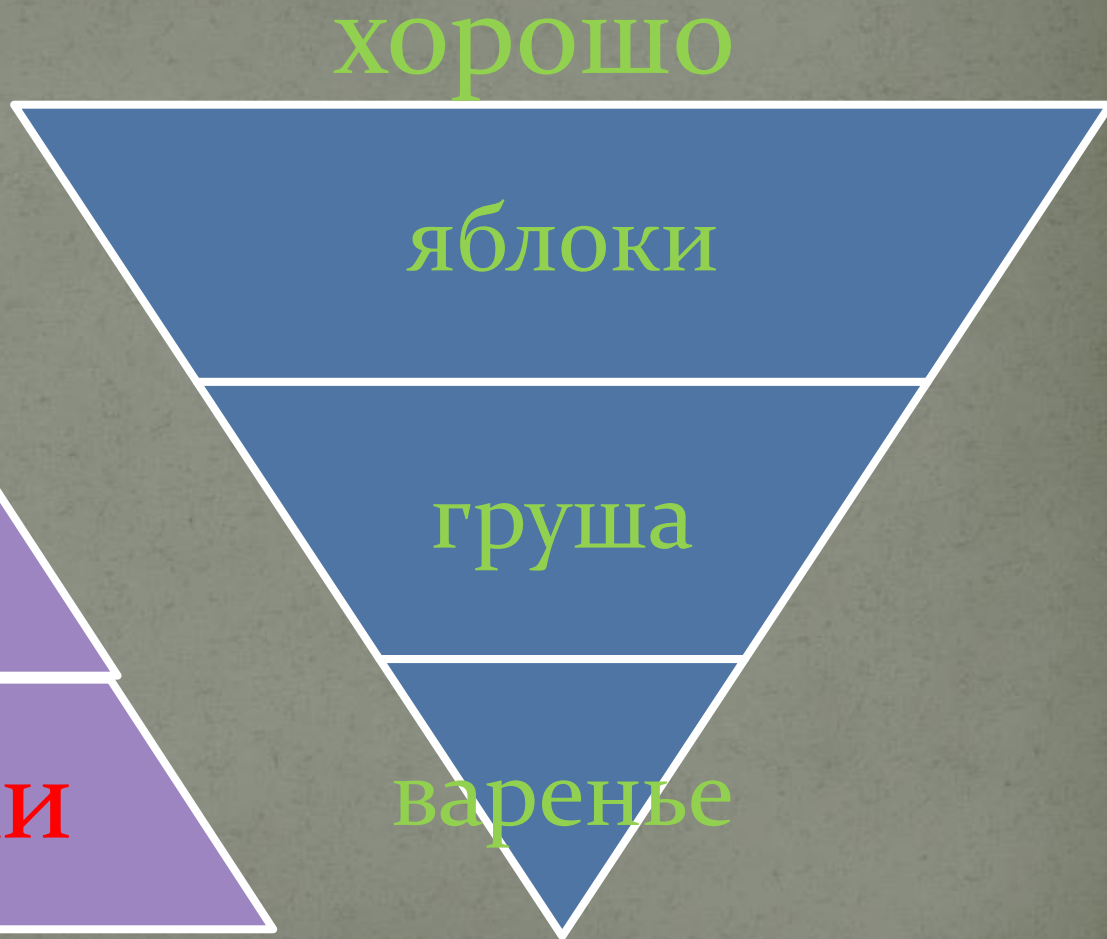 хорошо
яблоки
груша
варенье